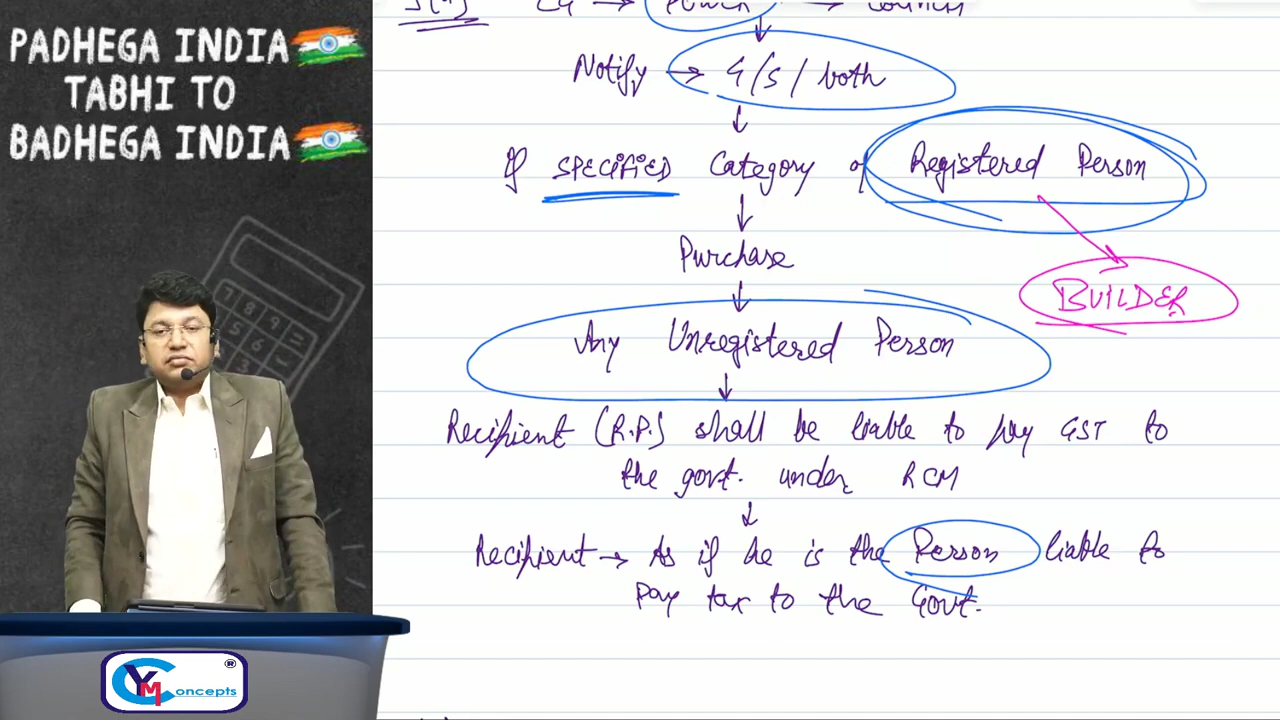 PADHEGA INDIA
TABHI TO
BADHEGA INDIA
Notify → G/S/both
↓
If SPECIFIED Category of Registered Person
↓
Purchase
BUILDER
↓
Any Unregistered Person
↓
Recipient (R.P.) shall be liable to pay GST to
the govt. under RCM
↓
Recipient → As if he is the Person liable to
Pay tax to the Govt.
CYM Concepts ®